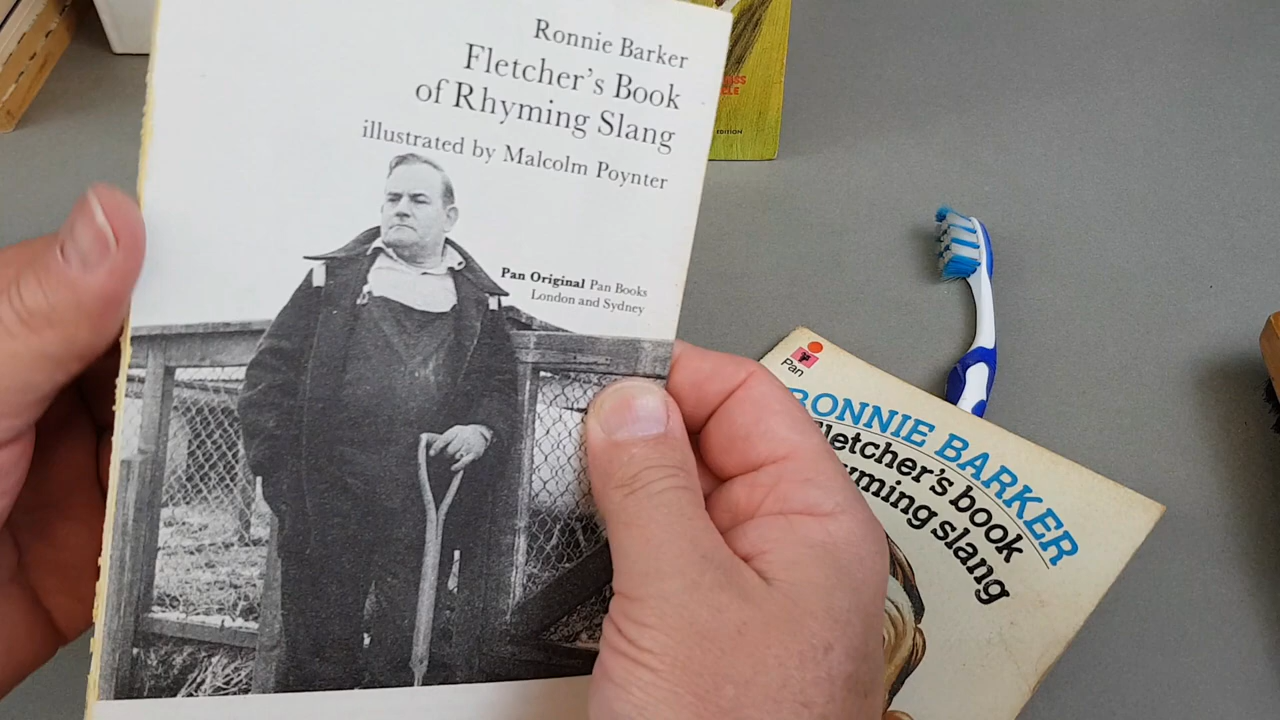 Ronnie Barker
Fletcher's Book
of Rhyming Slang
illustrated by Malcolm Poynter
Pan Original Pan Books
London and Sydney
EDITION
Pan
RONNIE BARKER
Fletcher's book
slang